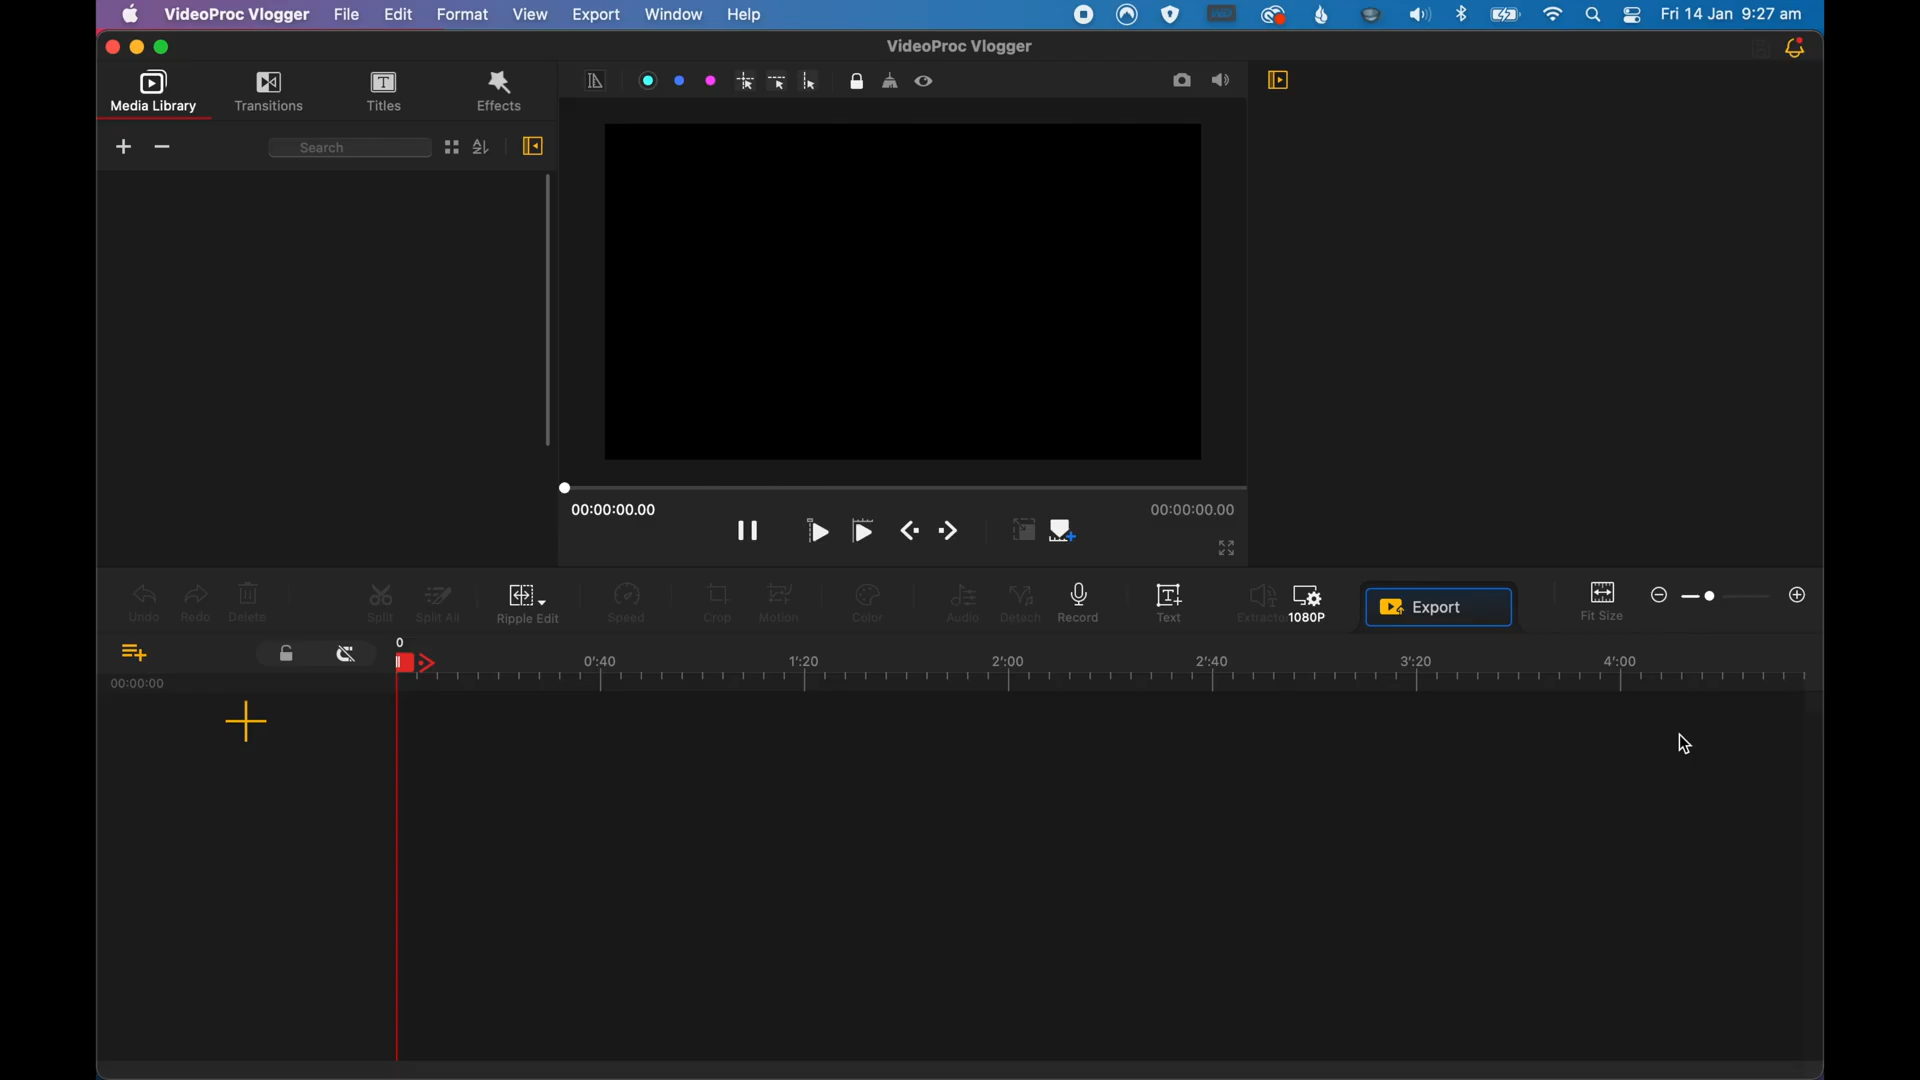 VideoProc Vlogger File Edit Format View Export Window Help Fri 14 Jan 9:27 am
VideoProc Vlogger
Media Library Transitions Titles Effects
Search
00:00:00.00 00:00:00.00
Undo Redo Delete Split Split All Ripple Edit Speed Crop Motion Color Audio Detach Record Text Extractor 1080P Export Fit Size
0
0':40 1':20 2':00 2':40 3':20 4':00
00:00:00